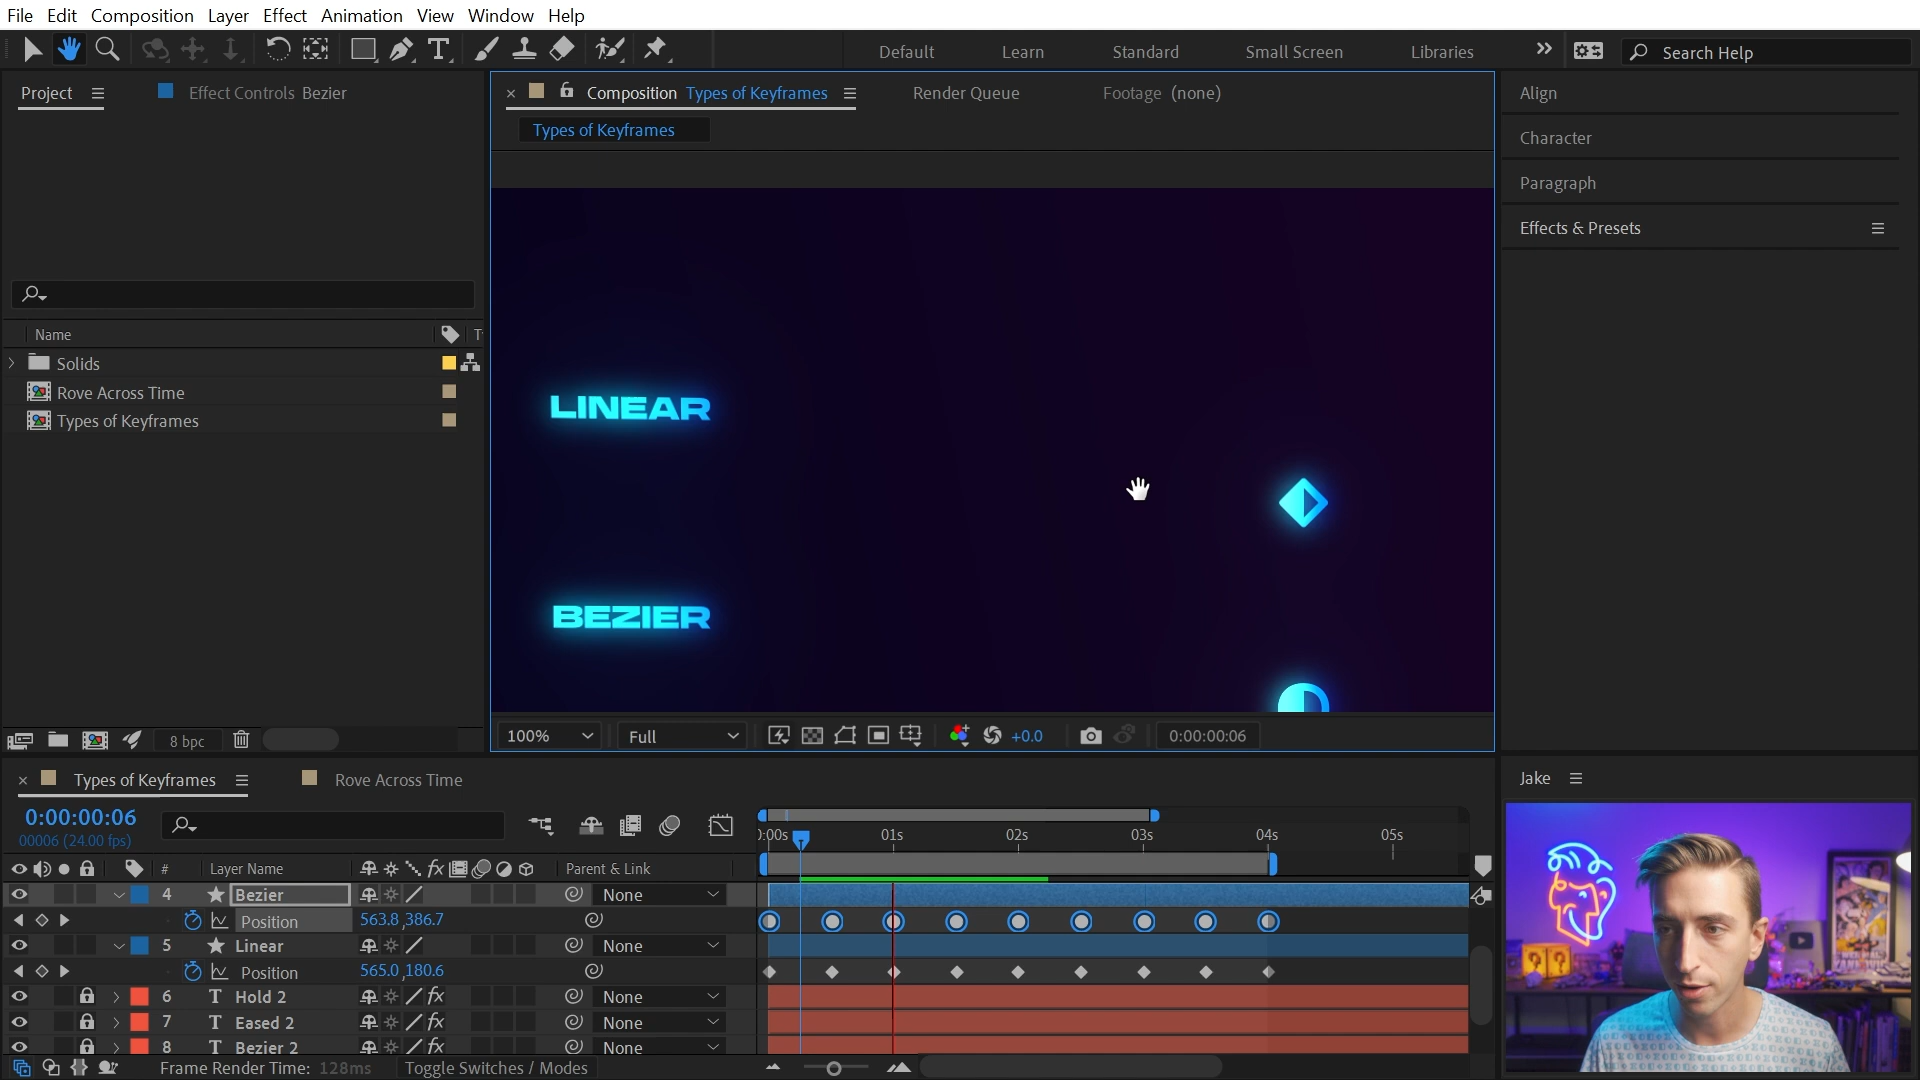 File Edit Composition Layer Effect Animation View Window Help
Default Learn Standard Small Screen Libraries Search Help
Project Effect Controls Bezier
Composition Types of Keyframes Render Queue Footage (none)
Types of Keyframes
Align
Character
Paragraph
Effects & Presets
Name
Solids
Rove Across Time
Types of Keyframes
LINEAR
BEZIER
8 bpc
100% Full +0.0 0:00:00:06
Types of Keyframes Rove Across Time
Jake
0:00:00:06
00006 (24.00 fps)
0:00s 01s 02s 03s 04s 05s
# Layer Name fx Parent & Link
4 Bezier None
Position 563.8,386.7
5 Linear None
Position 565.0,180.6
6 T Hold 2 fx None
7 T Eased 2 fx None
8 T Bezier 2 fx None
Frame Render Time: 128ms Toggle Switches / Modes